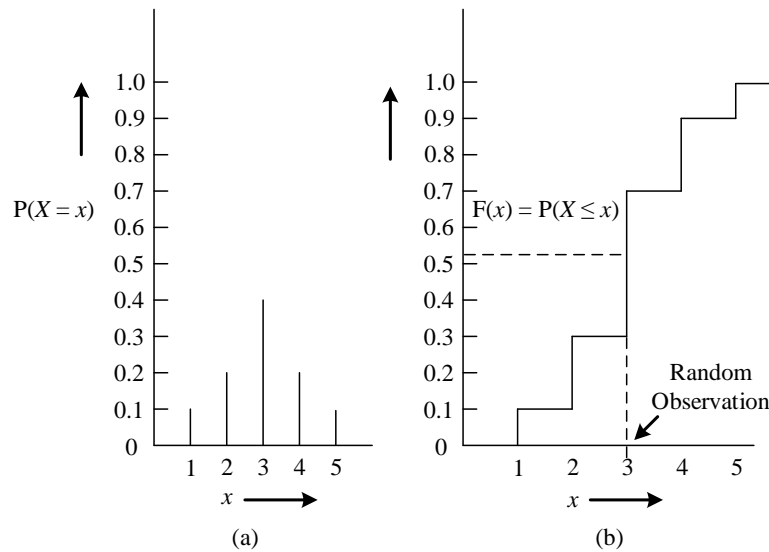 1.0
0.9
0.8
0.7
P(X = x)
0.6
0.5
0.4
0.3
0.2
0.1
0
1 2 3 4 5
x
(a)
1.0
0.9
0.8
0.7
F(x) = P(X ≤ x)
0.6
0.5
0.4
0.3
0.2
0.1
0
Random
Observation
1 2 3 4 5
x
(b)